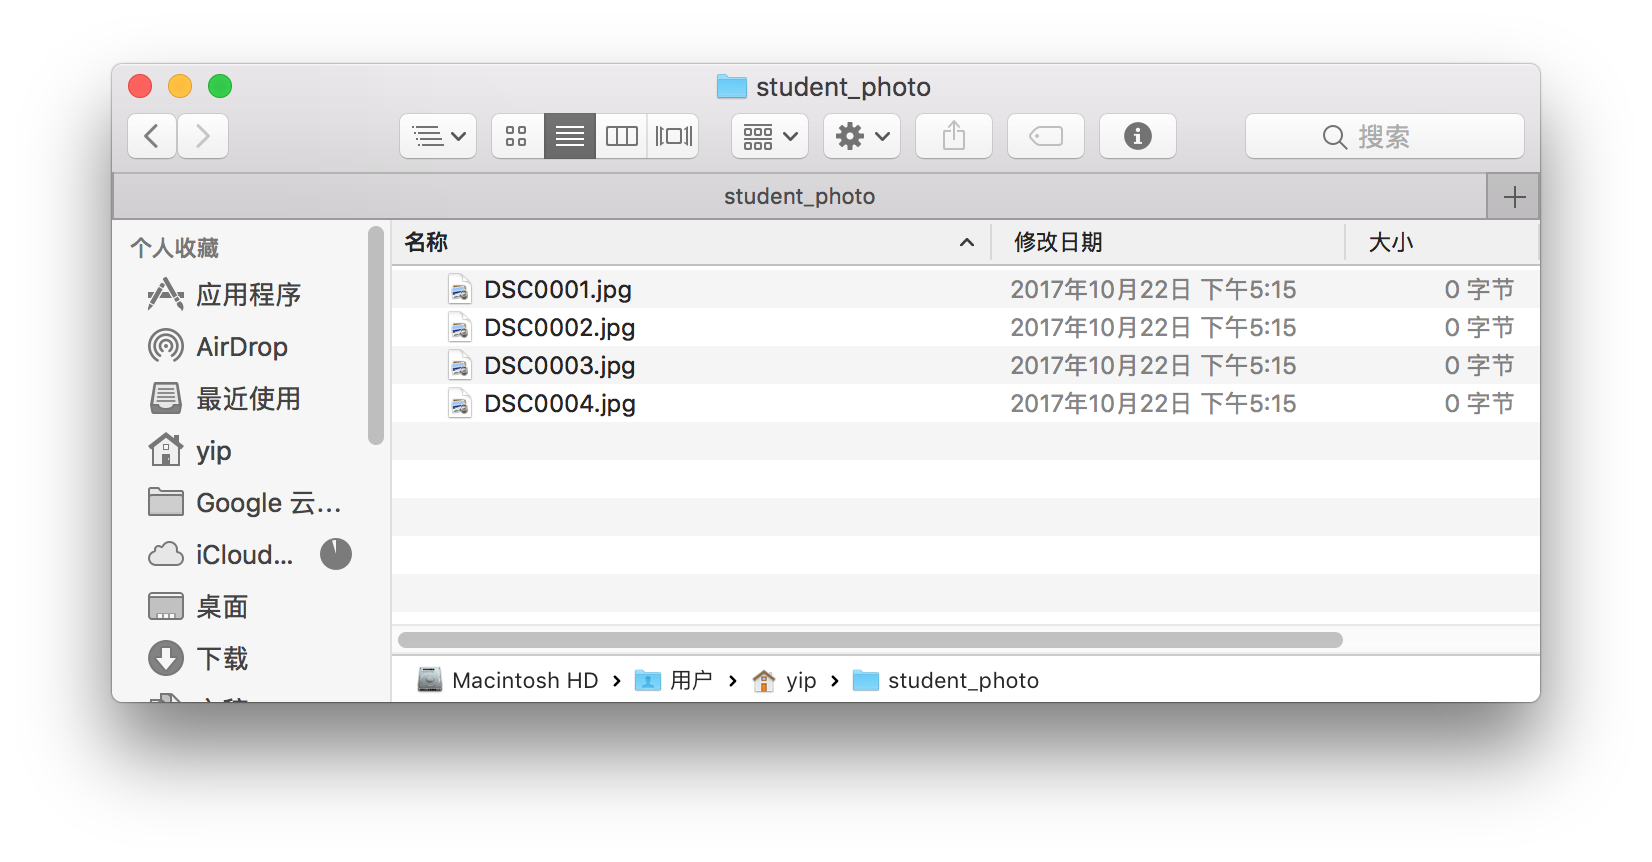 student_photo
搜索
student_photo
个人收藏
应用程序
AirDrop
最近使用
yip
Google 云...
iCloud...
桌面
下载
名称 修改日期 大小
DSC0001.jpg 2017年10月22日 下午5:15 0 字节
DSC0002.jpg 2017年10月22日 下午5:15 0 字节
DSC0003.jpg 2017年10月22日 下午5:15 0 字节
DSC0004.jpg 2017年10月22日 下午5:15 0 字节
Macintosh HD › 用户 › yip › student_photo